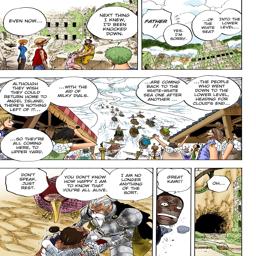 ...INTO THE
LOWER
LEVEL...
OF
THE
WHITE
SEA?
FATHER
!!
YES,
I'M
SORRY.
NEXT
THING I
KNEW,
I'D BEEN
KNOCKED
DOWN.
EVEN
NOW...
...THE PEOPLE
WHO WENT
DOWN TO THE
LOWER LEVEL,
HEADING FOR
CLOUD'S END...
...ARE COMING
BACK TO THE
WHITE-WHITE
SEA ONE AFTER
ANOTHER...
...WITH THE
AID OF
MILKY DIALS.
ALTHOUGH
THEY WISH
THEY COULD
RETURN HOME TO
ANGEL ISLAND,
THERE'S NOTHING
LEFT OF IT...
...SO THEY'RE
ALL COMING
HERE, TO
UPPER YARD.
OH...
GREAT
KAMI!
I AM NO
LONGER
ANYTHING
OF THE
SORT.
YOU DON'T KNOW
HOW HAPPY I AM
TO KNOW THAT
YOU'RE ALL ALIVE.
DON'T
SPEAK.
JUST
REST.